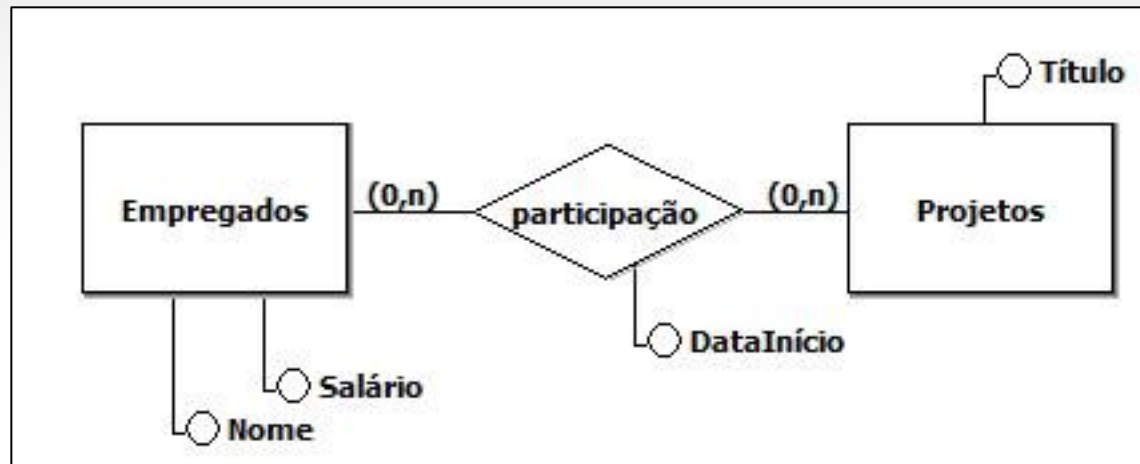 Título
Empregados
(0,n)
participação
(0,n)
Projetos
DataInício
Salário
Nome